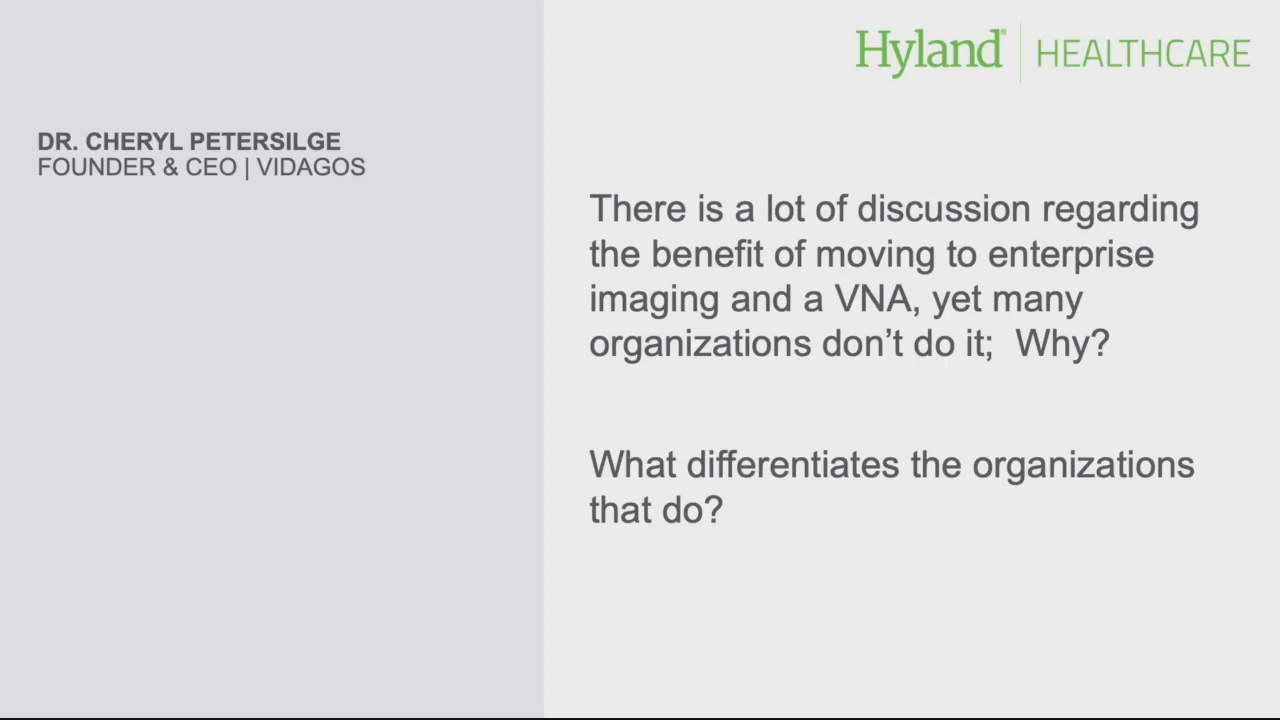 Hyland® | HEALTHCARE
DR. CHERYL PETERSILGE
FOUNDER & CEO | VIDAGOS
There is a lot of discussion regarding
the benefit of moving to enterprise
imaging and a VNA, yet many
organizations don’t do it;  Why?
What differentiates the organizations
that do?